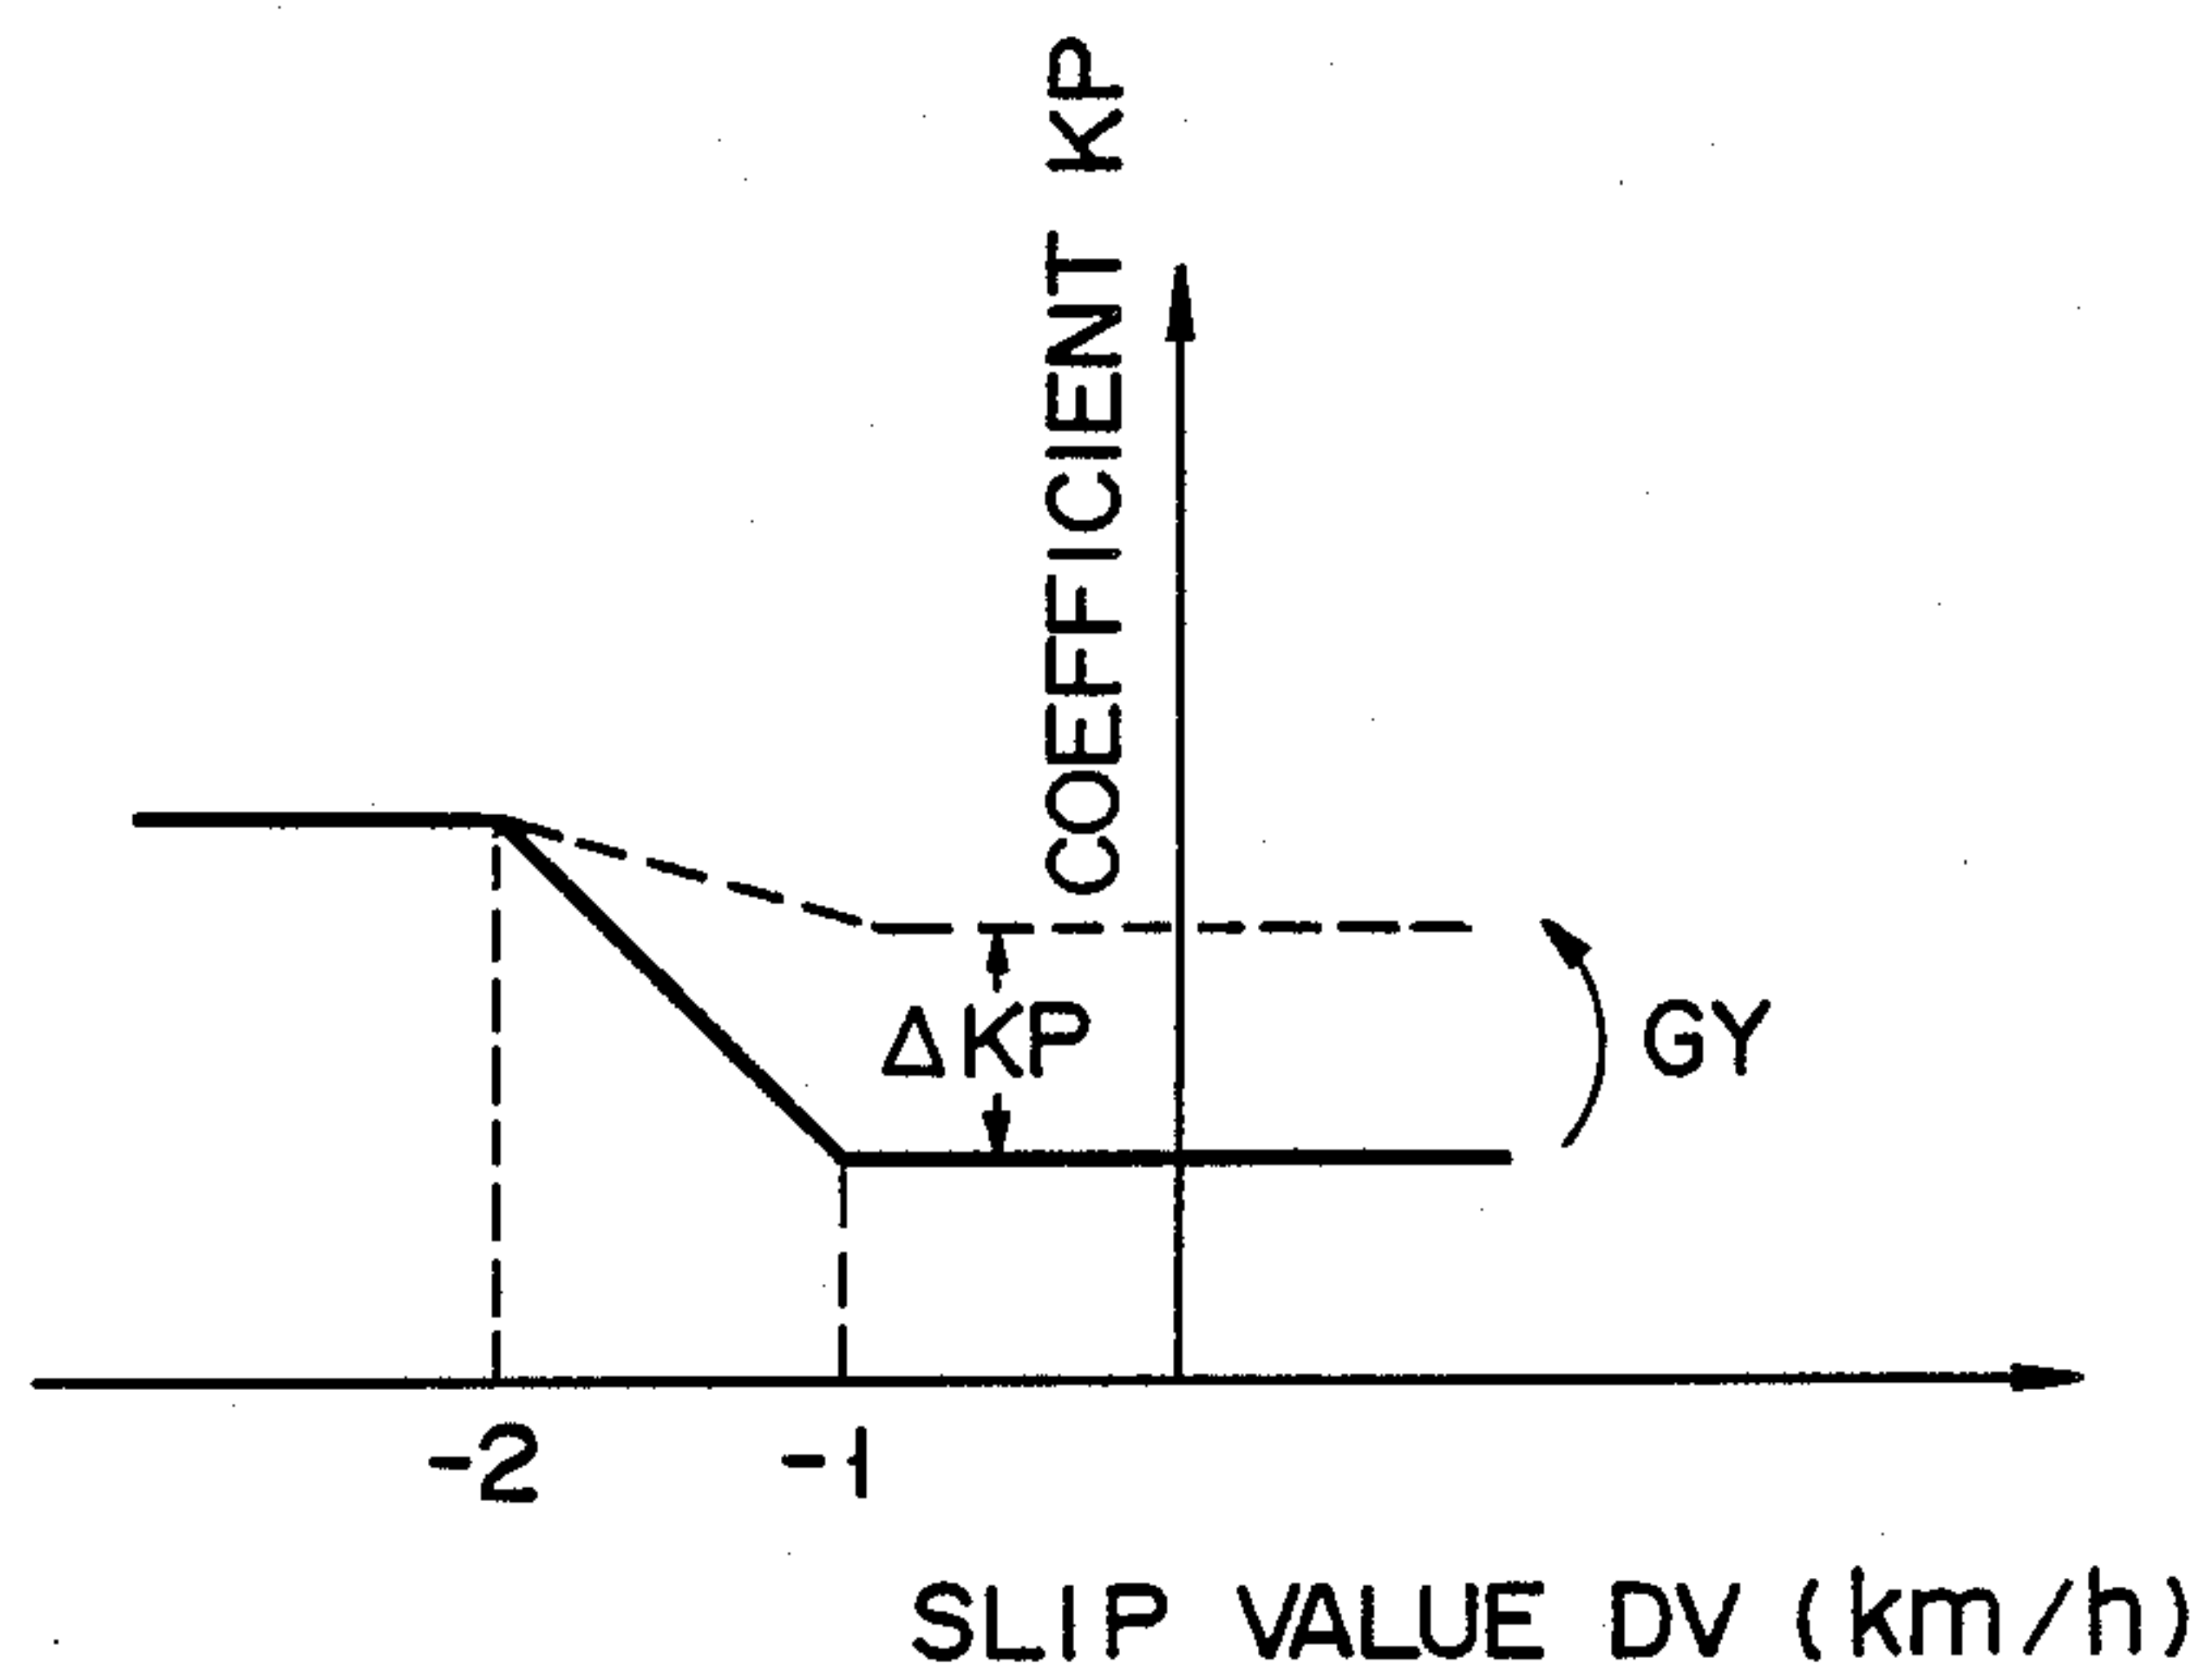 COEFFICIENT KP
ΔKP
GY
-2
-1
SLIP VALUE DV (km/h)